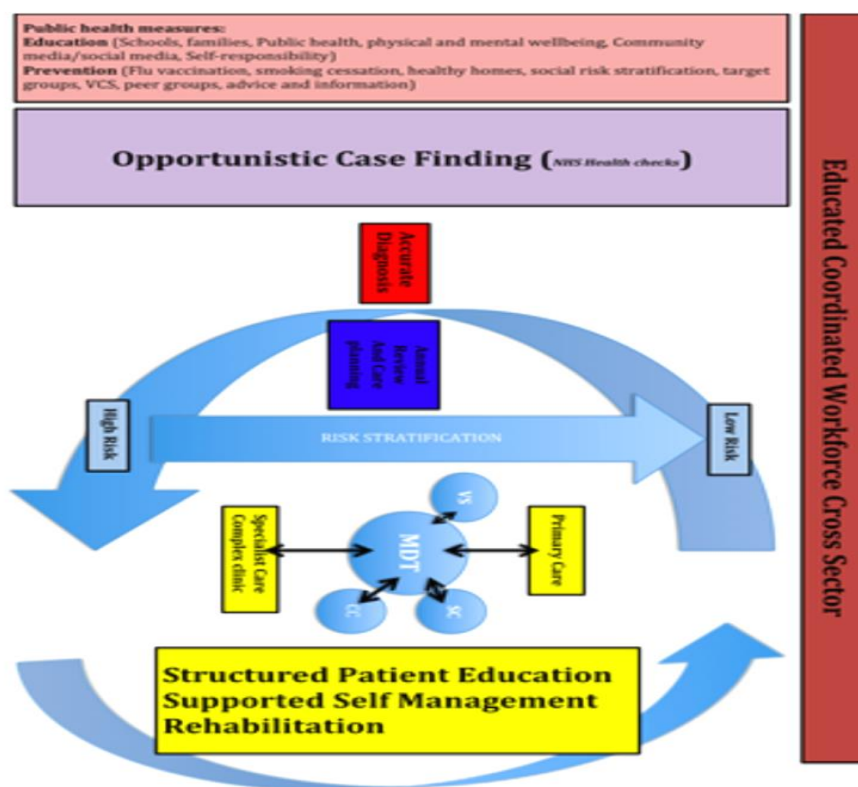 Public health measures:
Education (Schools, families, Public health, physical and mental wellbeing, Community
media/social media, Self-responsibility)
Prevention (Flu vaccination, smoking cessation, healthy homes, social risk stratification, target
groups, VCS, peer groups, advice and information)
Opportunistic Case Finding (NHS Health checks)
Educated Coordinated Workforce Cross Sector
Accurate
Diagnosis
Annual
Review
And Care
planning
High Risk
RISK STRATIFICATION
Low Risk
VS
Specialist Care
Complex clinic
MDT
Primary Care
CC
SC
Structured Patient Education
Supported Self Management
Rehabilitation